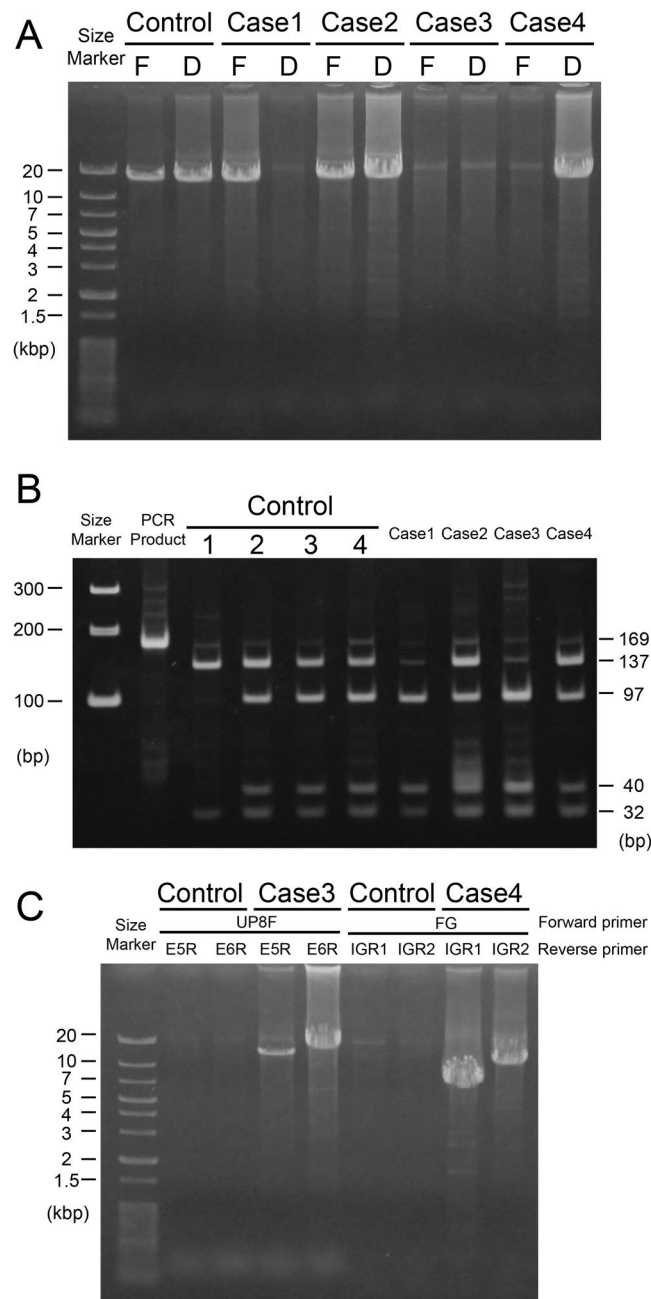 A
Size
Marker
Control Case1 Case2 Case3 Case4
F D F D F D F D F D
20
10
7
5
4
3
2
1.5
(kbp)
B
Size
Marker
PCR
Product
Control
1 2 3 4
Case1 Case2 Case3 Case4
300
200
100
(bp)
169
137
97
40
32
(bp)
C
Size
Marker
Control Case3 Control Case4
UP8F FG Forward primer
E5R E6R E5R E6R IGR1 IGR2 IGR1 IGR2 Reverse primer
20
10
7
5
4
3
2
1.5
(kbp)